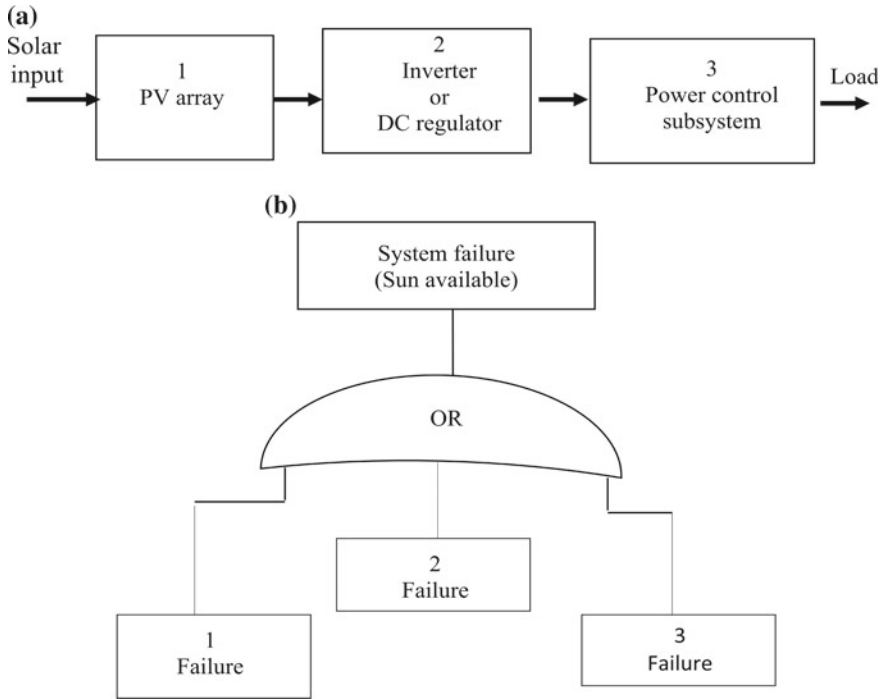 (a)
Solar
input
1
PV array
2
Inverter
or
DC regulator
3
Power control
subsystem
Load
(b)
System failure
(Sun available)
OR
2
Failure
1
Failure
3
Failure